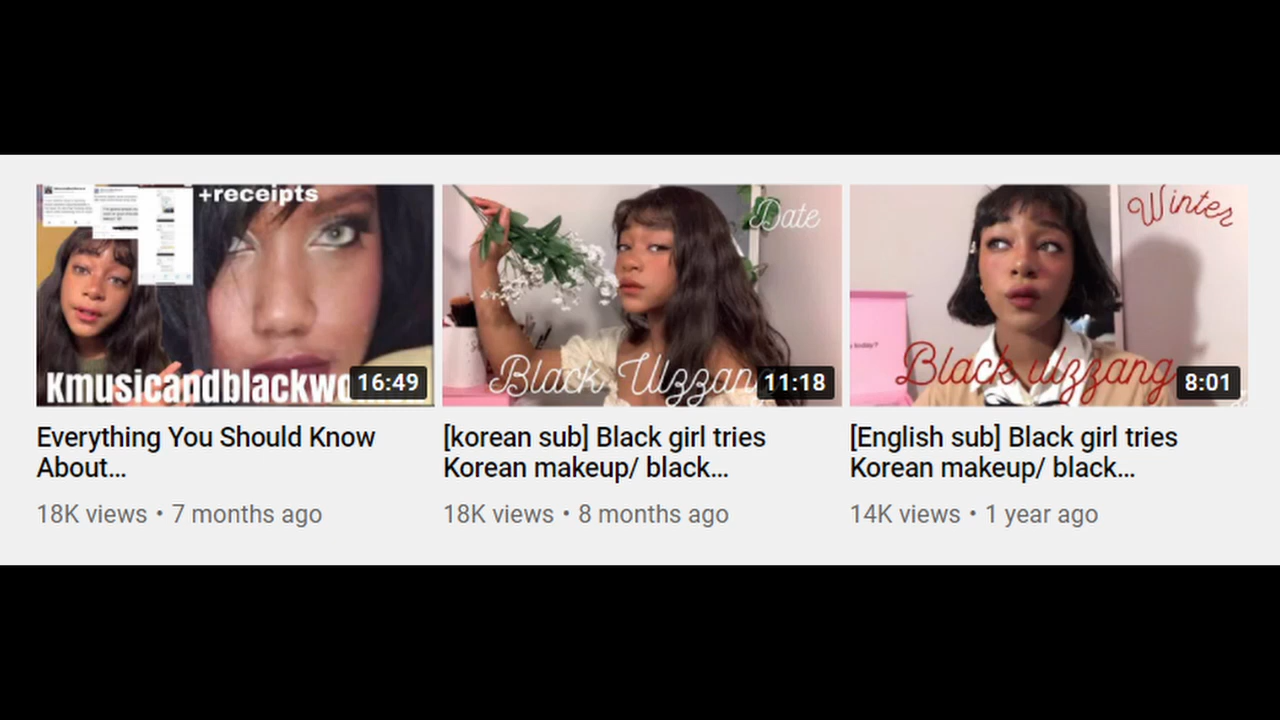 +receipts
Kmusicandblackwo
16:49
Everything You Should Know
About...
18K views • 7 months ago
Date
Black Ulzzan
11:18
[korean sub] Black girl tries
Korean makeup/ black...
18K views • 8 months ago
Winter
today?
Black ulzzang
8:01
[English sub] Black girl tries
Korean makeup/ black...
14K views • 1 year ago